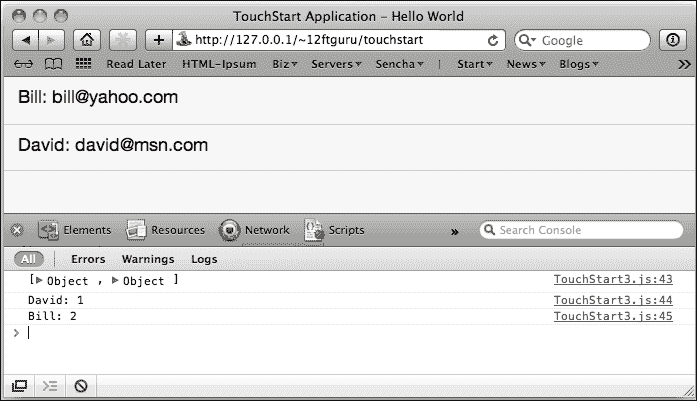 TouchStart Application – Hello World
http://127.0.0.1/~12ftguru/touchstart
Google
Read Later HTML-Ipsum Biz Servers Sencha Start News Blogs
Bill: bill@yahoo.com
David: david@msn.com
Elements Resources Network Scripts » Search Console
All Errors Warnings Logs
[ Object , Object ] TouchStart3.js:43
David: 1 TouchStart3.js:44
Bill: 2 TouchStart3.js:45